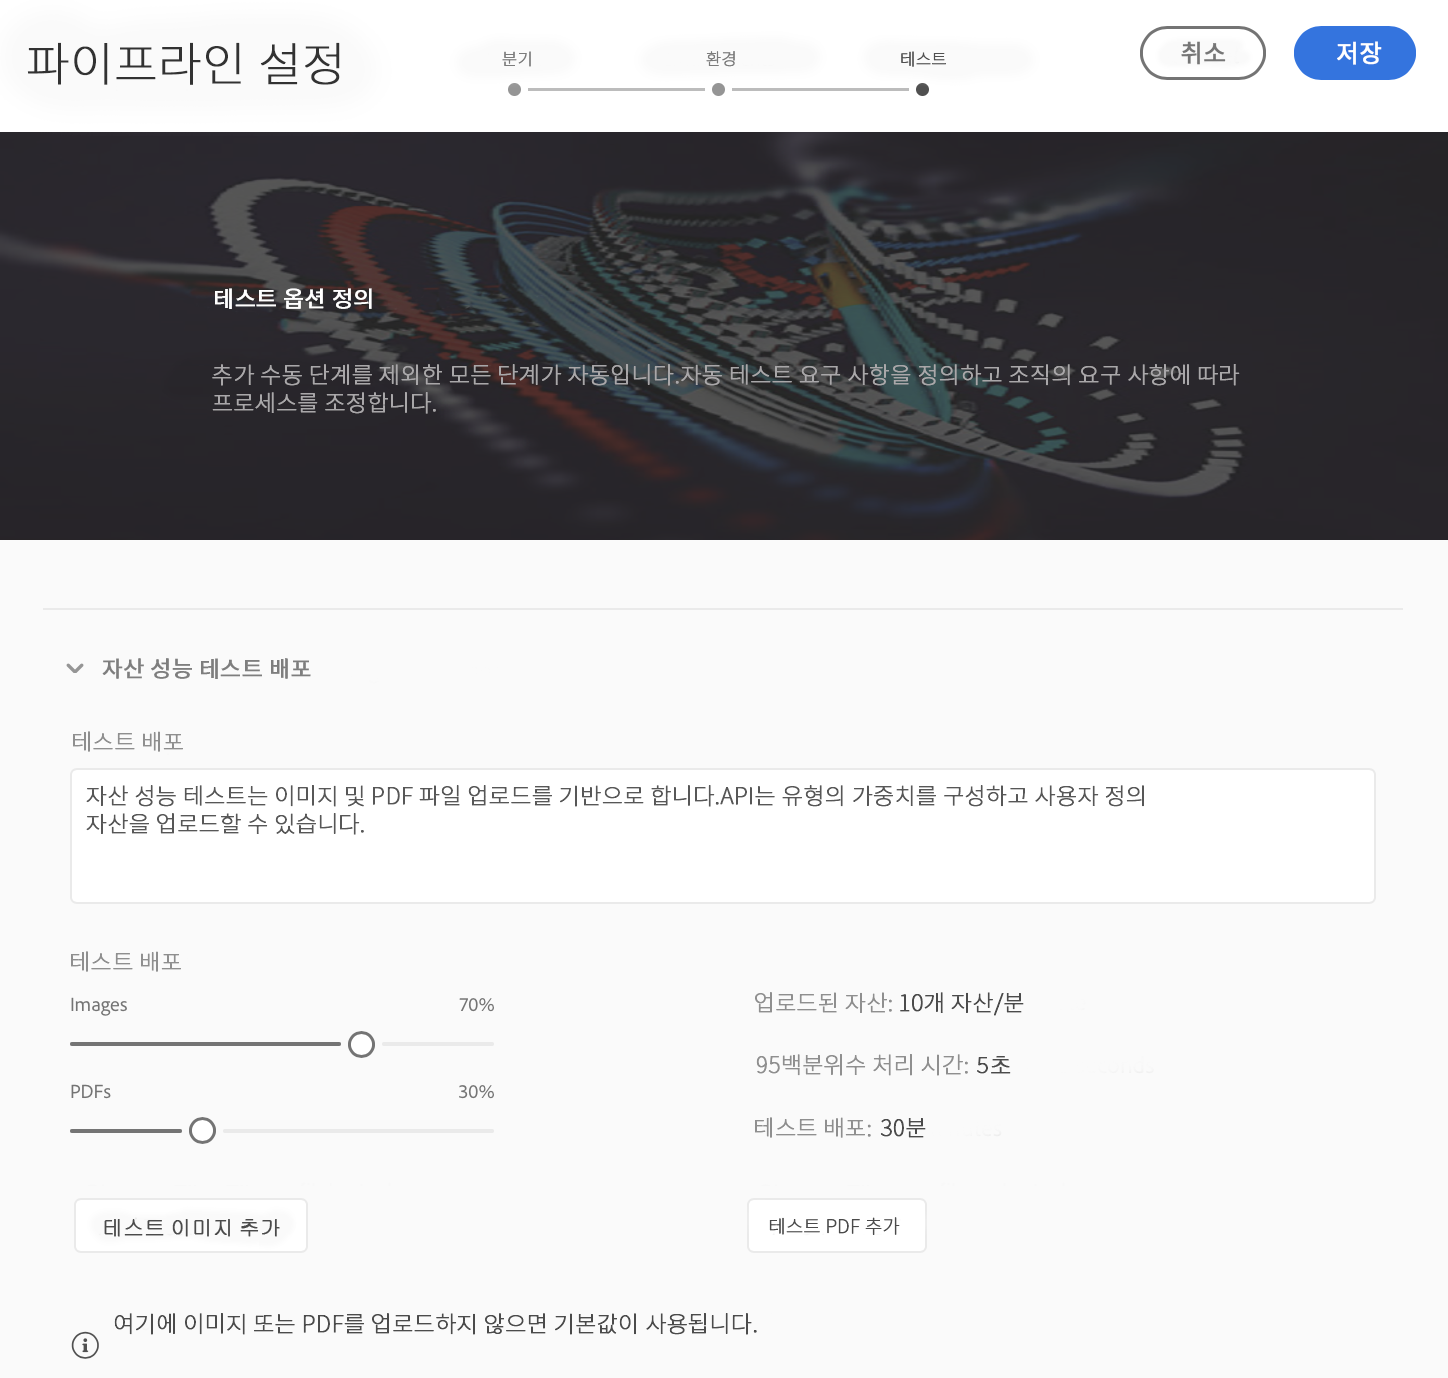 파이프라인 설정
분기
환경
테스트
취소
저장
테스트 옵션 정의
추가 수동 단계를 제외한 모든 단계가 자동입니다.자동 테스트 요구 사항을 정의하고 조직의 요구 사항에 따라
프로세스를 조정합니다.
자산 성능 테스트 배포
테스트 배포
자산 성능 테스트는 이미지 및 PDF 파일 업로드를 기반으로 합니다.API는 유형의 가중치를 구성하고 사용자 정의
자산을 업로드할 수 있습니다.
테스트 배포
Images 70%
PDFs 30%
업로드된 자산: 10개 자산/분
95백분위수 처리 시간: 5초
테스트 배포: 30분
테스트 이미지 추가
테스트 PDF 추가
여기에 이미지 또는 PDF를 업로드하지 않으면 기본값이 사용됩니다.